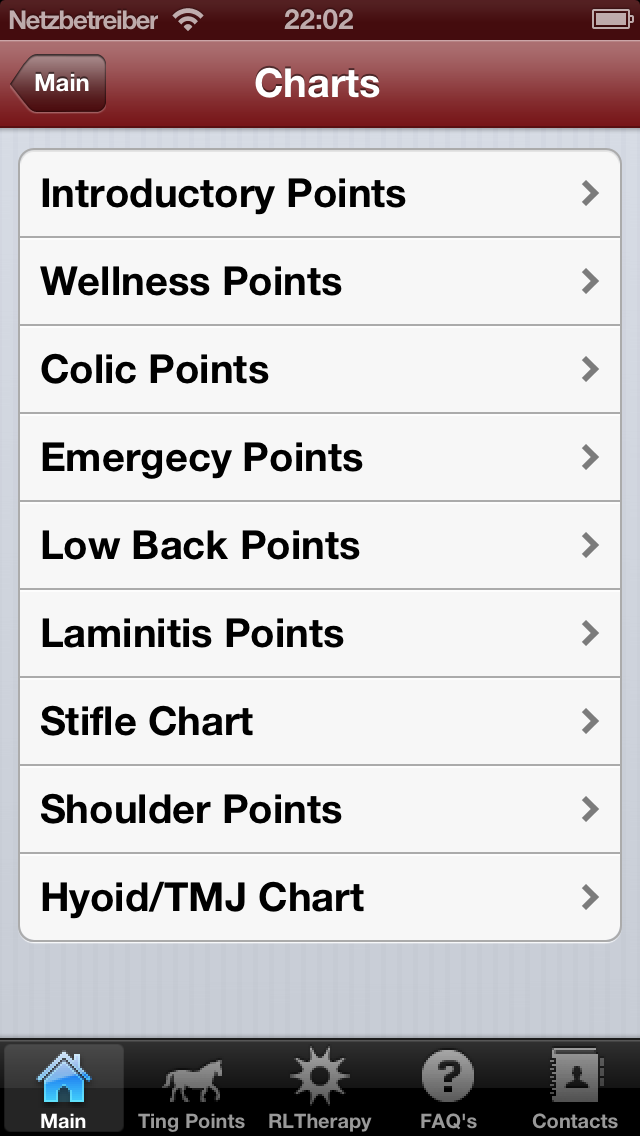 Netzbetreiber 22:02
Main Charts
Introductory Points
Wellness Points
Colic Points
Emergecy Points
Low Back Points
Laminitis Points
Stifle Chart
Shoulder Points
Hyoid/TMJ Chart
Main Ting Points RLTherapy FAQ's Contacts